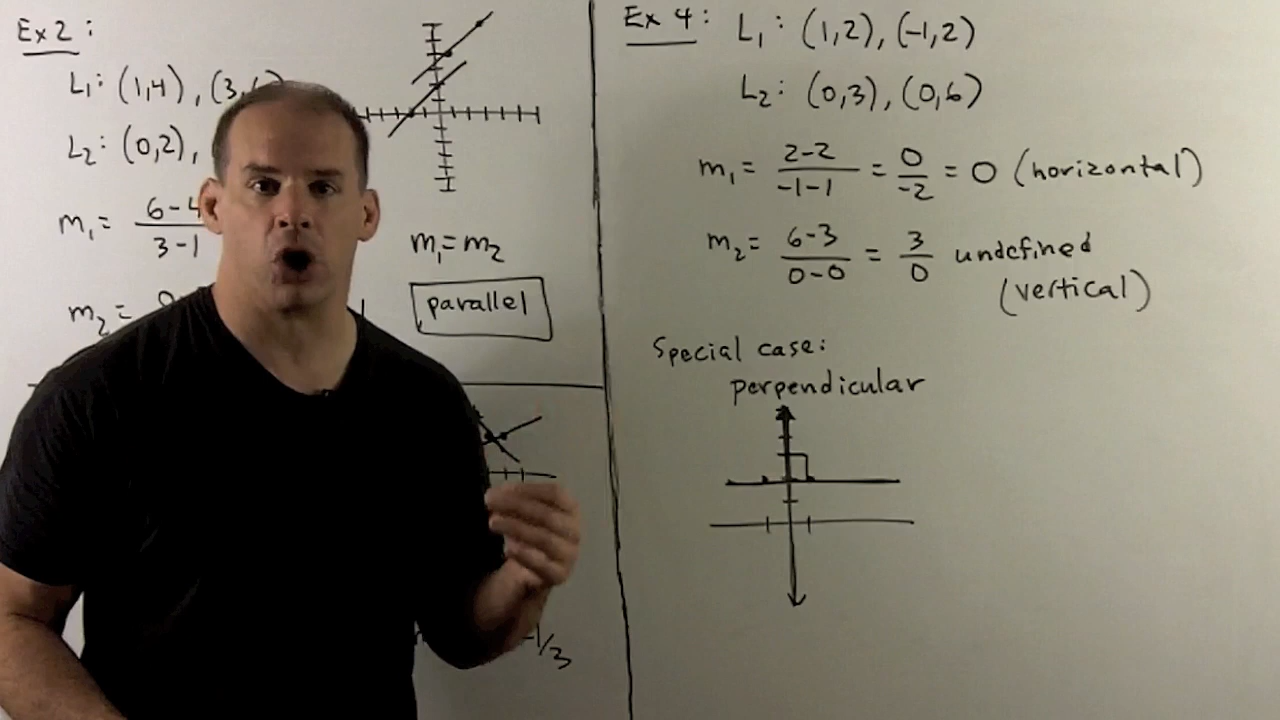 Ex 2:
L₁: (1,4), (3,
L₂: (0,2),
m₁ = 6-4 / 3-1
m₂ =
m₁ = m₂
parallel
-1/3
Ex 4: L₁: (1,2), (-1,2)
L₂: (0,3), (0,6)
m₁ = 2-2 / -1-1 = 0/-2 = 0 (horizontal)
m₂ = 6-3 / 0-0 = 3/0 undefined
(vertical)
Special case:
perpendicular